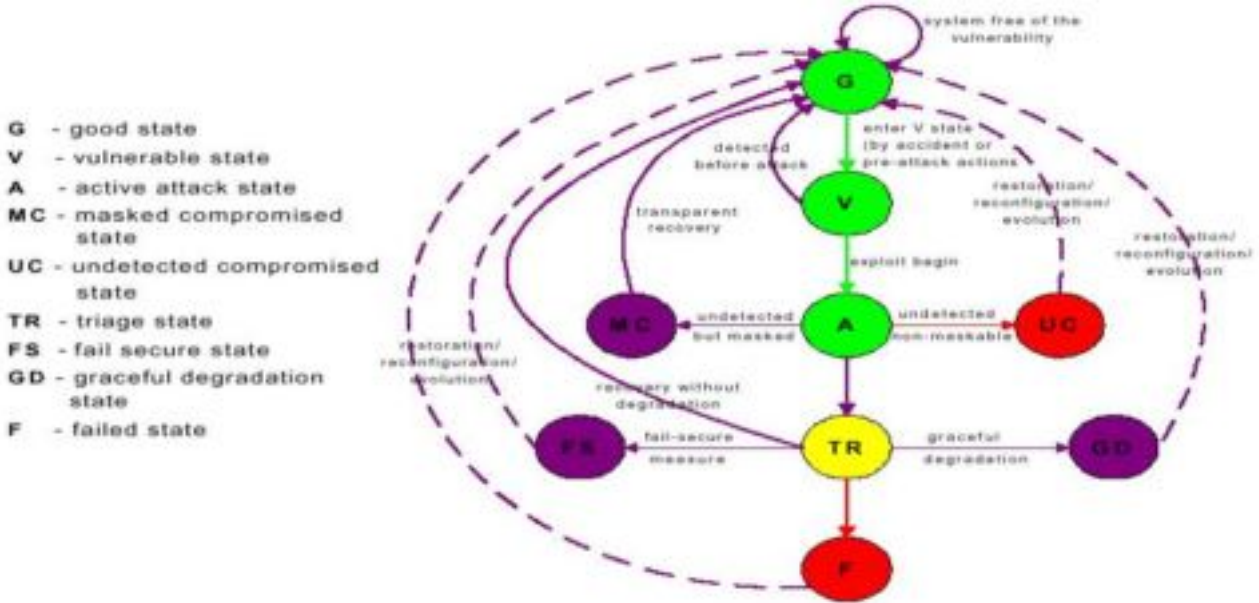 G - good state
V - vulnerable state
A - active attack state
MC - masked compromised
state
UC - undetected compromised
state
TR - triage state
FS - fail secure state
GD - graceful degradation
state
F - failed state
system free of the
vulnerability
G
enter V state
(by accident or
pre-attack actions
detected
before attack
V
transparent
recovery
restoration/
reconfiguration/
evolution
restoration/
reconfiguration/
evolution
exploit begin
MC
undetected
but masked
A
undetected
non-maskable
UC
restoration/
reconfiguration/
evolution
recovery without
degradation
FS
fail-secure
measure
TR
graceful
degradation
GD
F